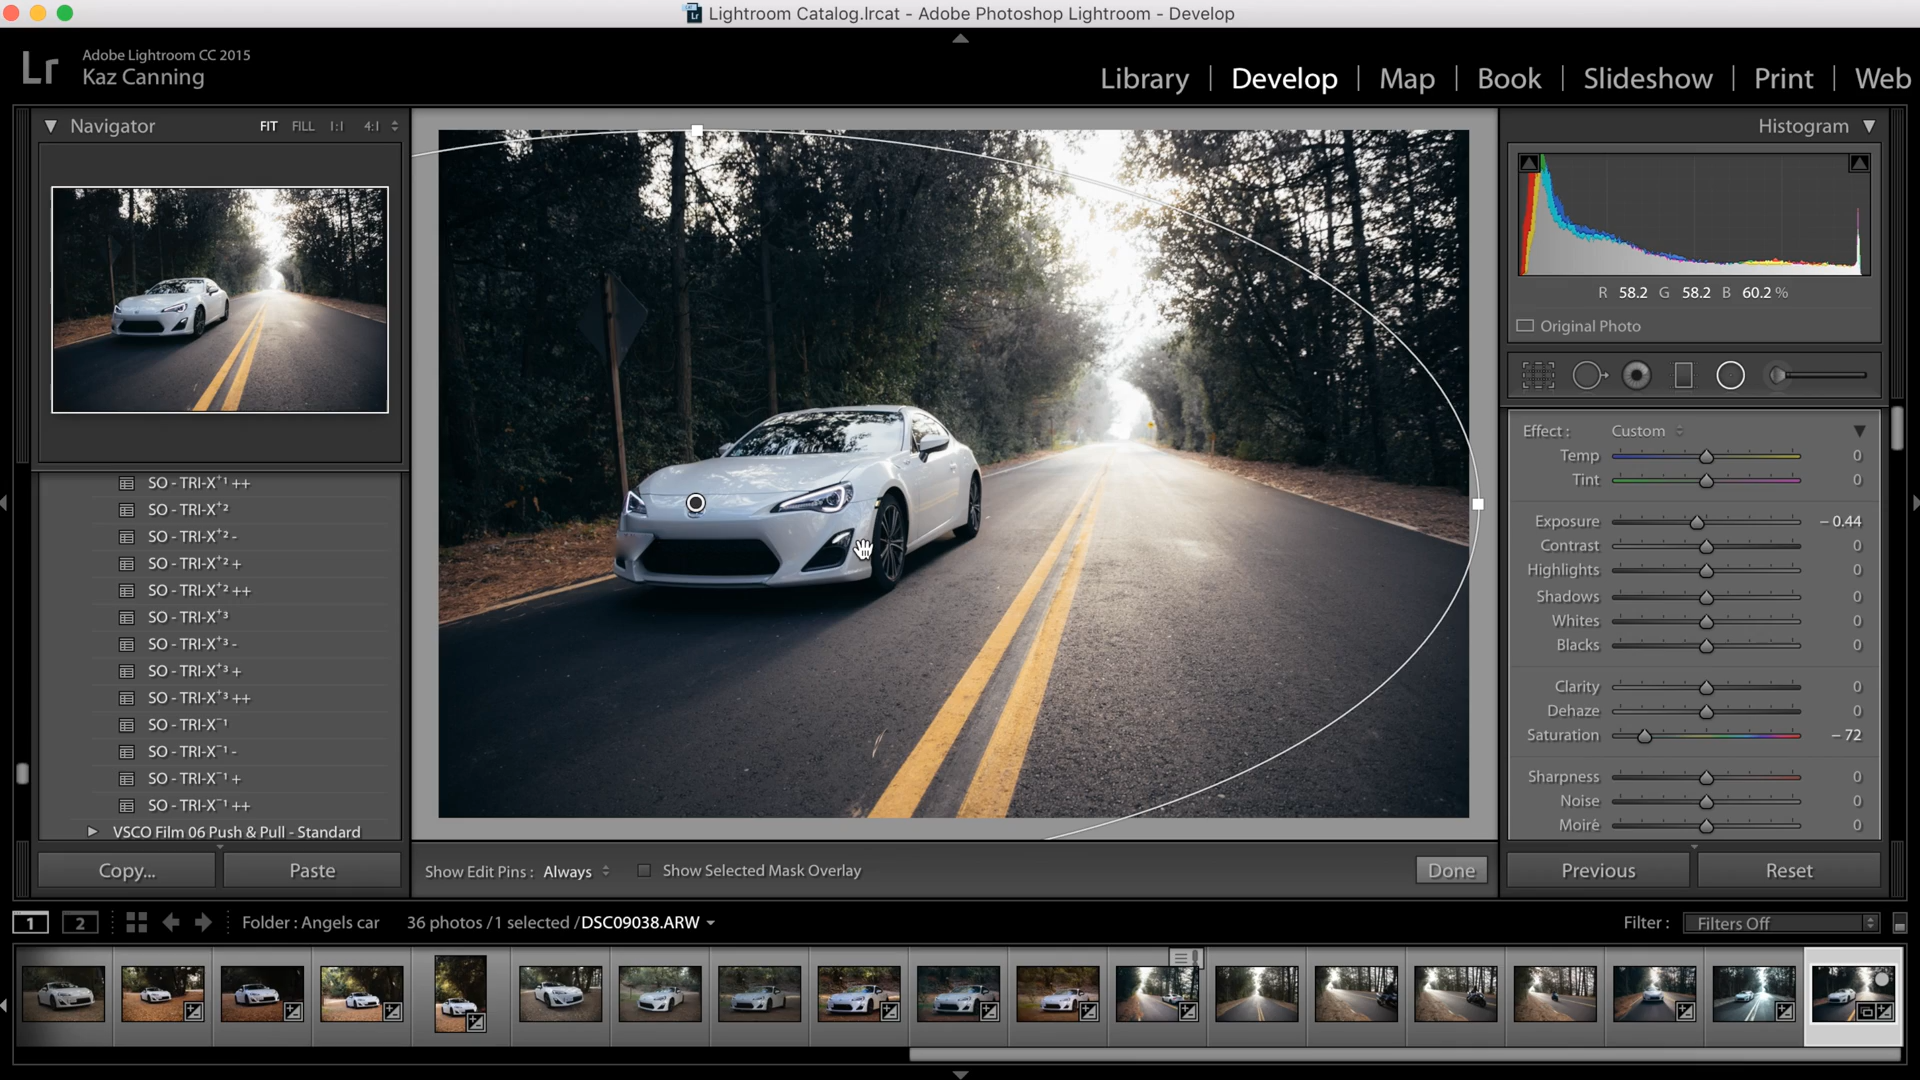 Lightroom Catalog.lrcat - Adobe Photoshop Lightroom - Develop
Lr
Adobe Lightroom CC 2015
Kaz Canning
Library | Develop | Map | Book | Slideshow | Print | Web
Navigator FIT FILL 1:1 4:1
SO - TRI-X⁺¹ ++
SO - TRI-X⁺²
SO - TRI-X⁺² -
SO - TRI-X⁺² +
SO - TRI-X⁺² ++
SO - TRI-X⁺³
SO - TRI-X⁺³ -
SO - TRI-X⁺³ +
SO - TRI-X⁺³ ++
SO - TRI-X⁻¹
SO - TRI-X⁻¹ -
SO - TRI-X⁻¹ +
SO - TRI-X⁻¹ ++
VSCO Film 06 Push & Pull - Standard
Copy... Paste
Show Edit Pins : Always Show Selected Mask Overlay Done
Histogram
R 58.2 G 58.2 B 60.2 %
Original Photo
Effect : Custom
Temp 0
Tint 0
Exposure - 0.44
Contrast 0
Highlights 0
Shadows 0
Whites 0
Blacks 0
Clarity 0
Dehaze 0
Saturation - 72
Sharpness 0
Noise 0
Moiré 0
Previous Reset
1 2 Folder : Angels car 36 photos /1 selected /DSC09038.ARW Filter : Filters Off